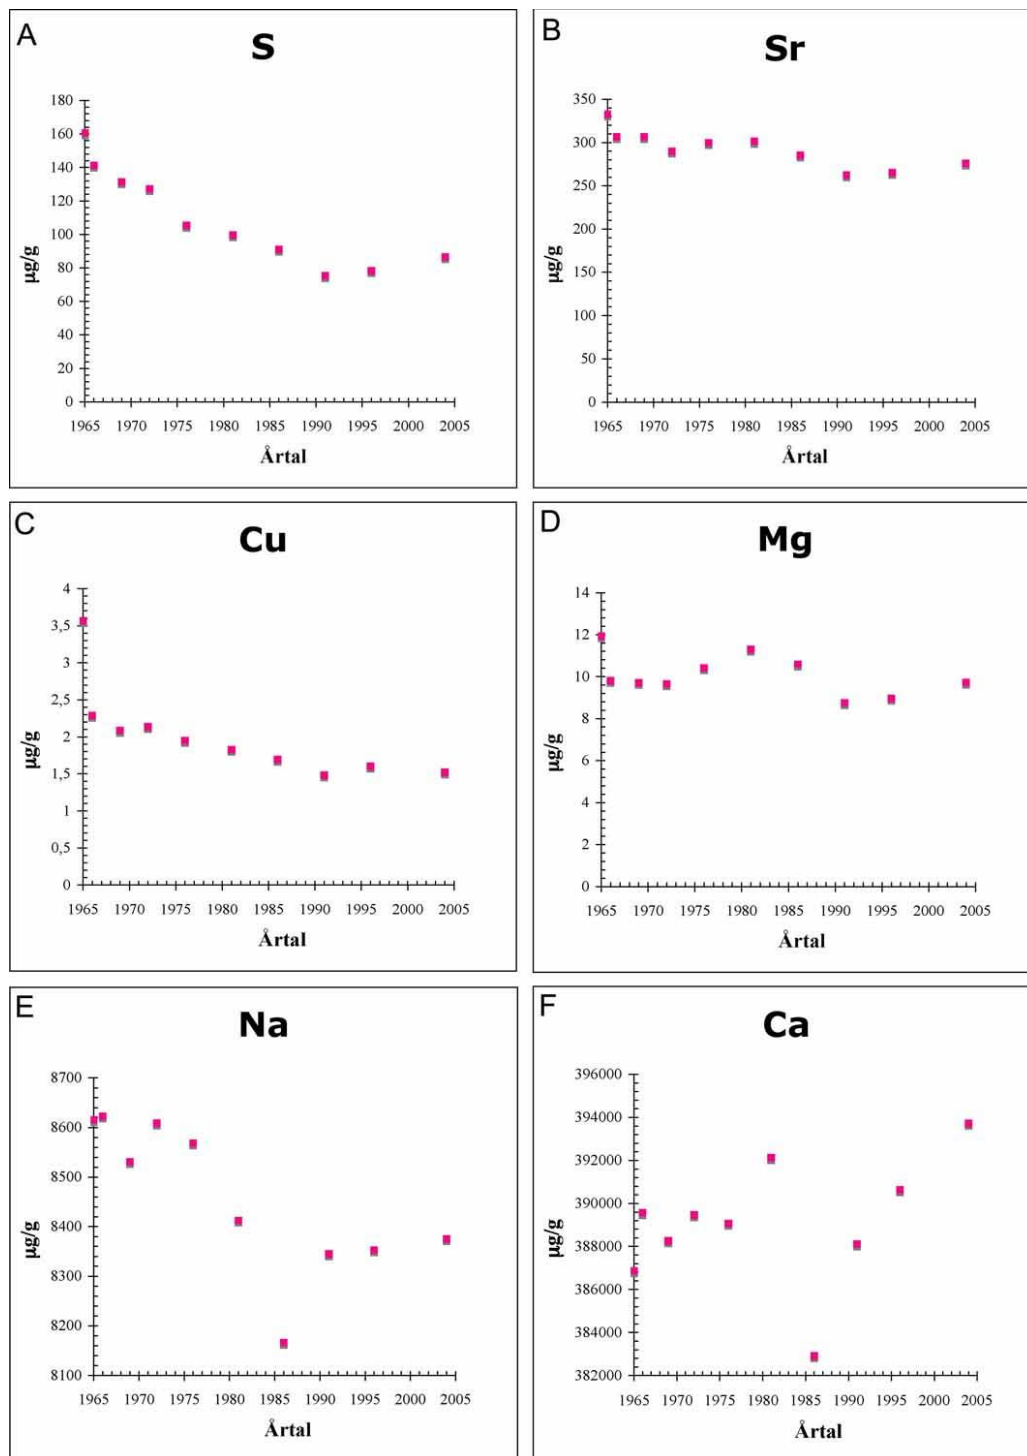 A
S
180
160
140
120
100
80
60
40
20
0
µg/g
1965 1970 1975 1980 1985 1990 1995 2000 2005
Årtal
B
Sr
350
300
250
200
150
100
50
0
µg/g
1965 1970 1975 1980 1985 1990 1995 2000 2005
Årtal
C
Cu
4
3,5
3
2,5
2
1,5
1
0,5
0
µg/g
1965 1970 1975 1980 1985 1990 1995 2000 2005
Årtal
D
Mg
14
12
10
8
6
4
2
0
µg/g
1965 1970 1975 1980 1985 1990 1995 2000 2005
Årtal
E
Na
8700
8600
8500
8400
8300
8200
8100
µg/g
1965 1970 1975 1980 1985 1990 1995 2000 2005
Årtal
F
Ca
396000
394000
392000
390000
388000
386000
384000
382000
µg/g
1965 1970 1975 1980 1985 1990 1995 2000 2005
Årtal